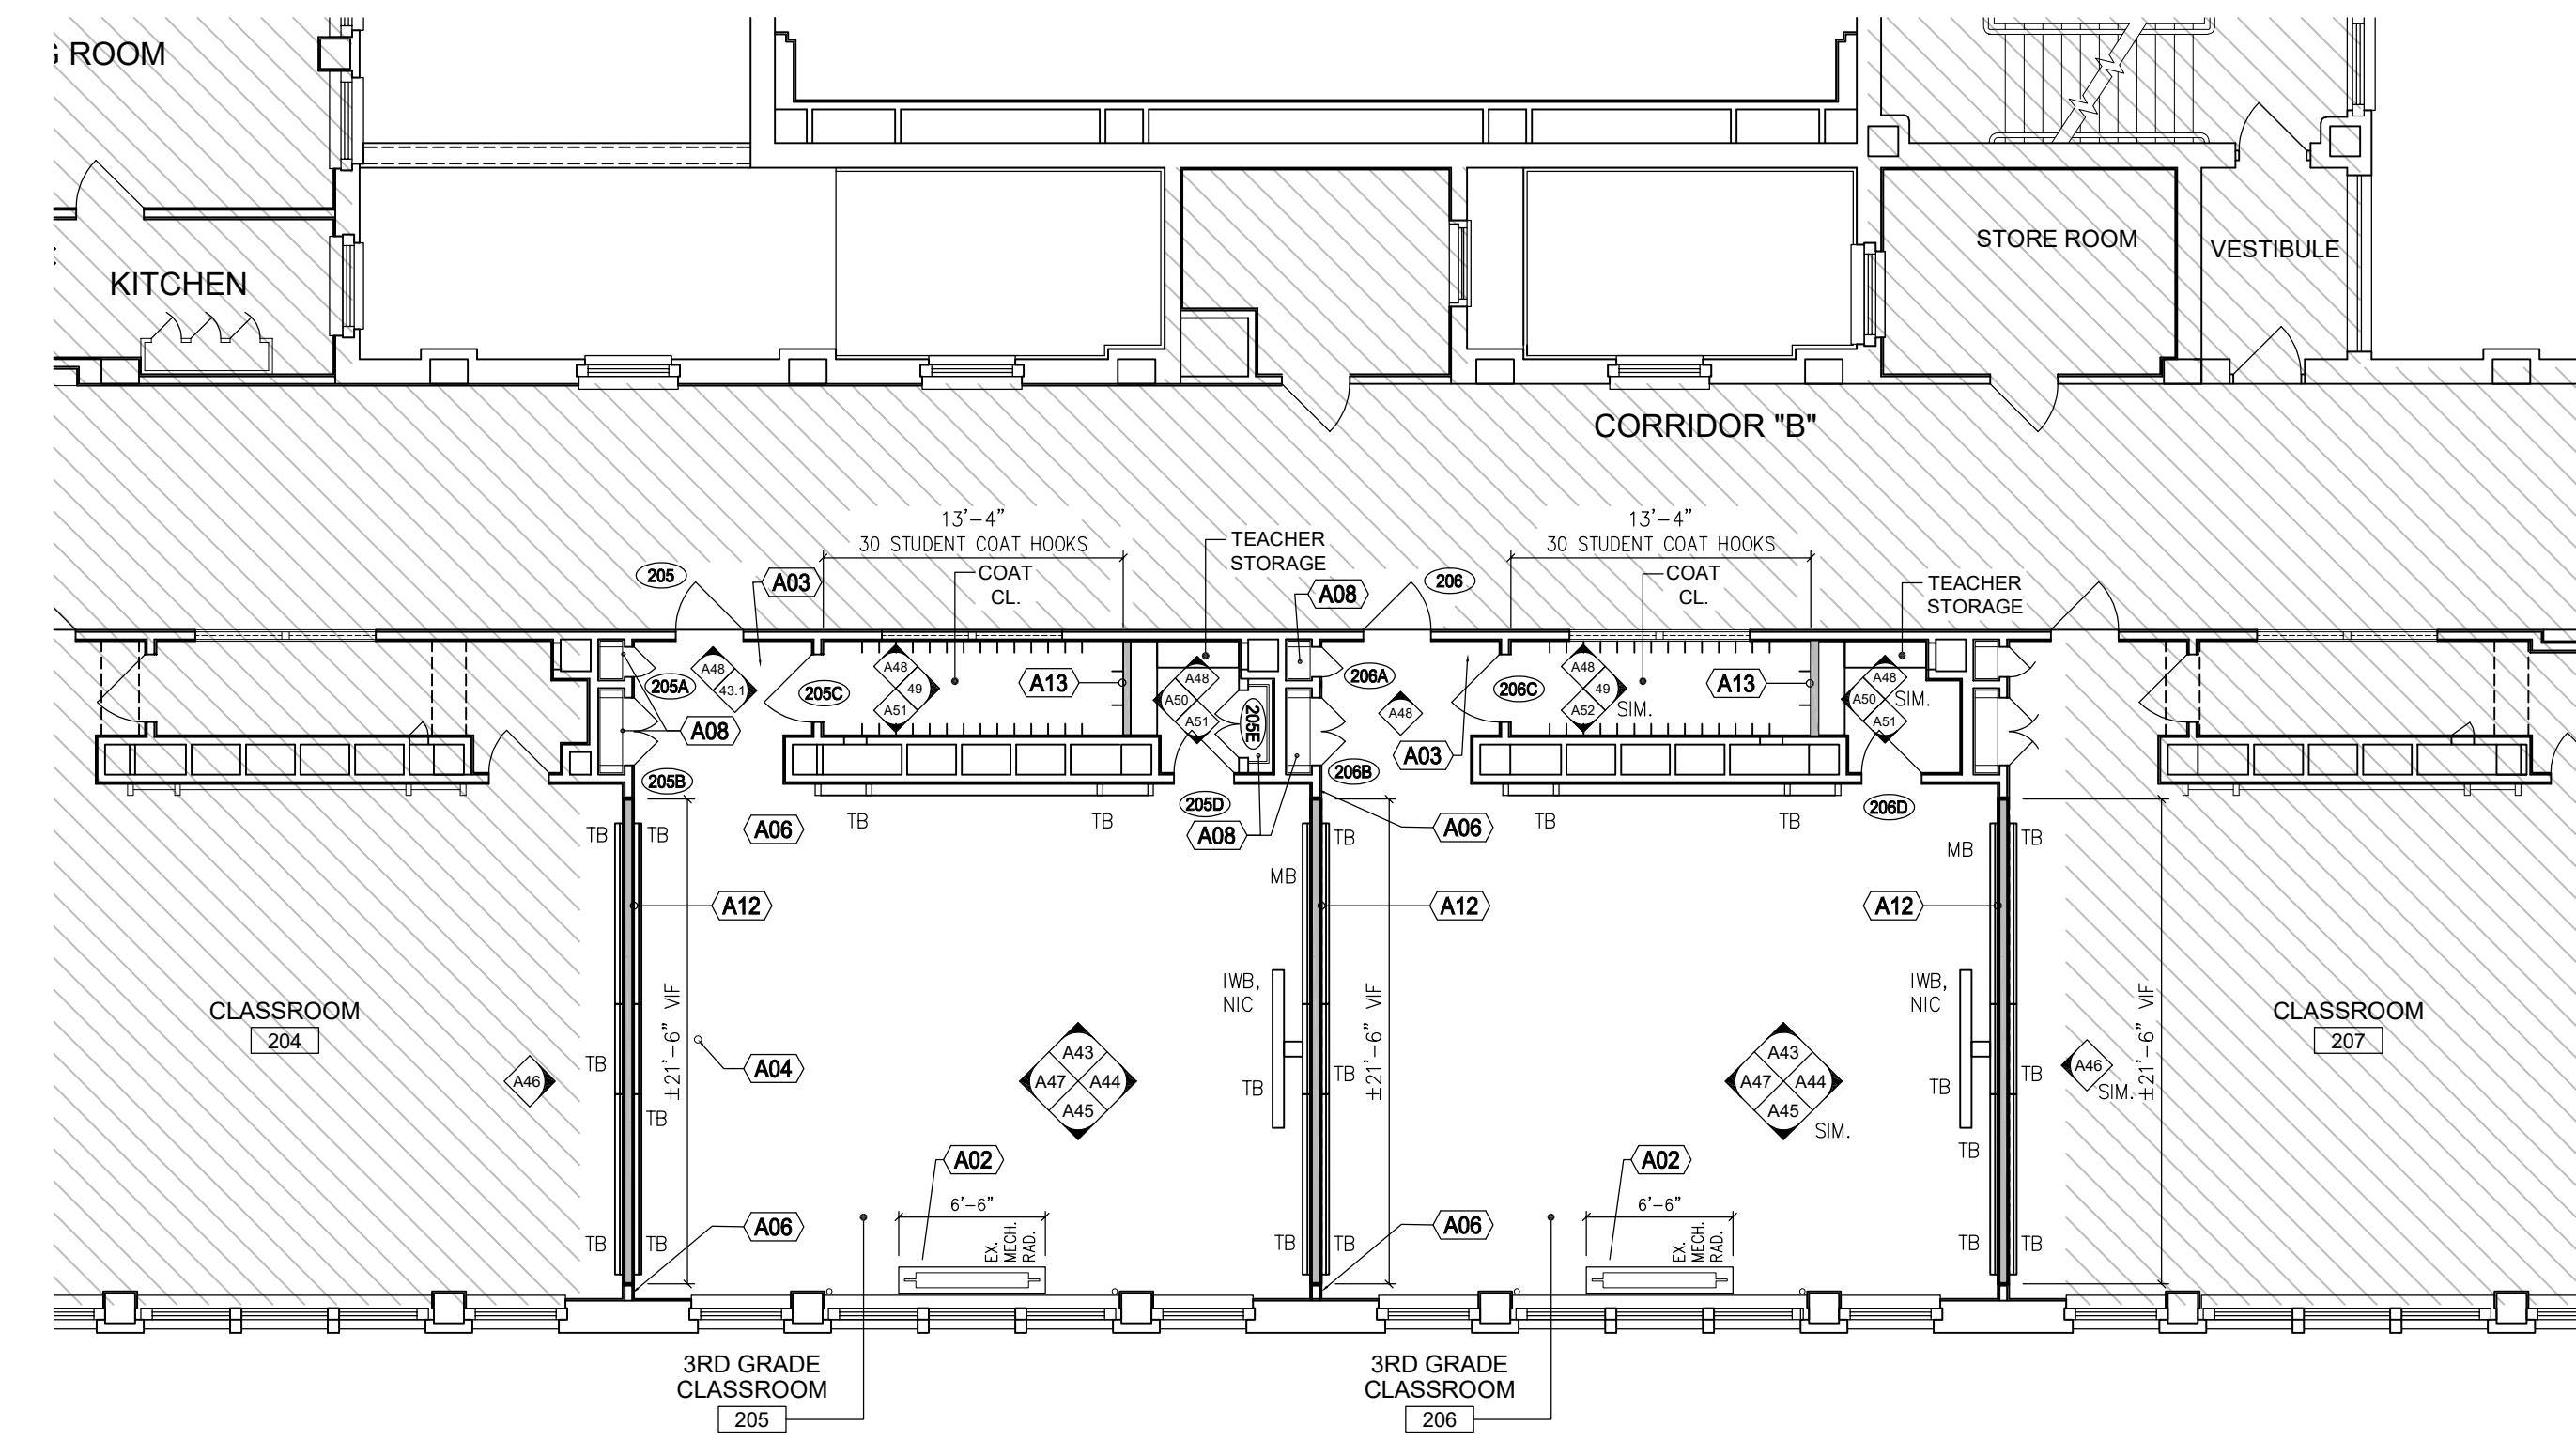 G ROOM
KITCHEN
STORE ROOM
VESTIBULE
CORRIDOR "B"
13'-4"
30 STUDENT COAT HOOKS
TEACHER
STORAGE
13'-4"
30 STUDENT COAT HOOKS
205
A03
COAT
CL.
A08
206
COAT
CL.
TEACHER
STORAGE
A48
43.1
205A
205C
A48
49
A51
A13
A48
A50
A51
205E
206A
A48
206C
A48
49
A52
SIM.
A13
A48
A50
A51
SIM.
A08
205B
A03
206B
205D
A08
206D
TB
TB
A06
TB
TB
TB
A06
TB
TB
TB
MB
MB
A12
A12
A12
IWB,
NIC
IWB,
NIC
CLASSROOM
204
±21'-6" VIF
±21'-6" VIF
±21'-6" VIF
CLASSROOM
207
A46
TB
TB
A04
A43
A47
A44
A45
TB
TB
A43
A47
A44
A45
SIM.
TB
TB
TB
A46
SIM.
A02
A02
6'-6"
6'-6"
TB
TB
A06
EX.
MECH.
RAD.
TB
TB
A06
EX.
MECH.
RAD.
TB
TB
3RD GRADE
CLASSROOM
205
3RD GRADE
CLASSROOM
206